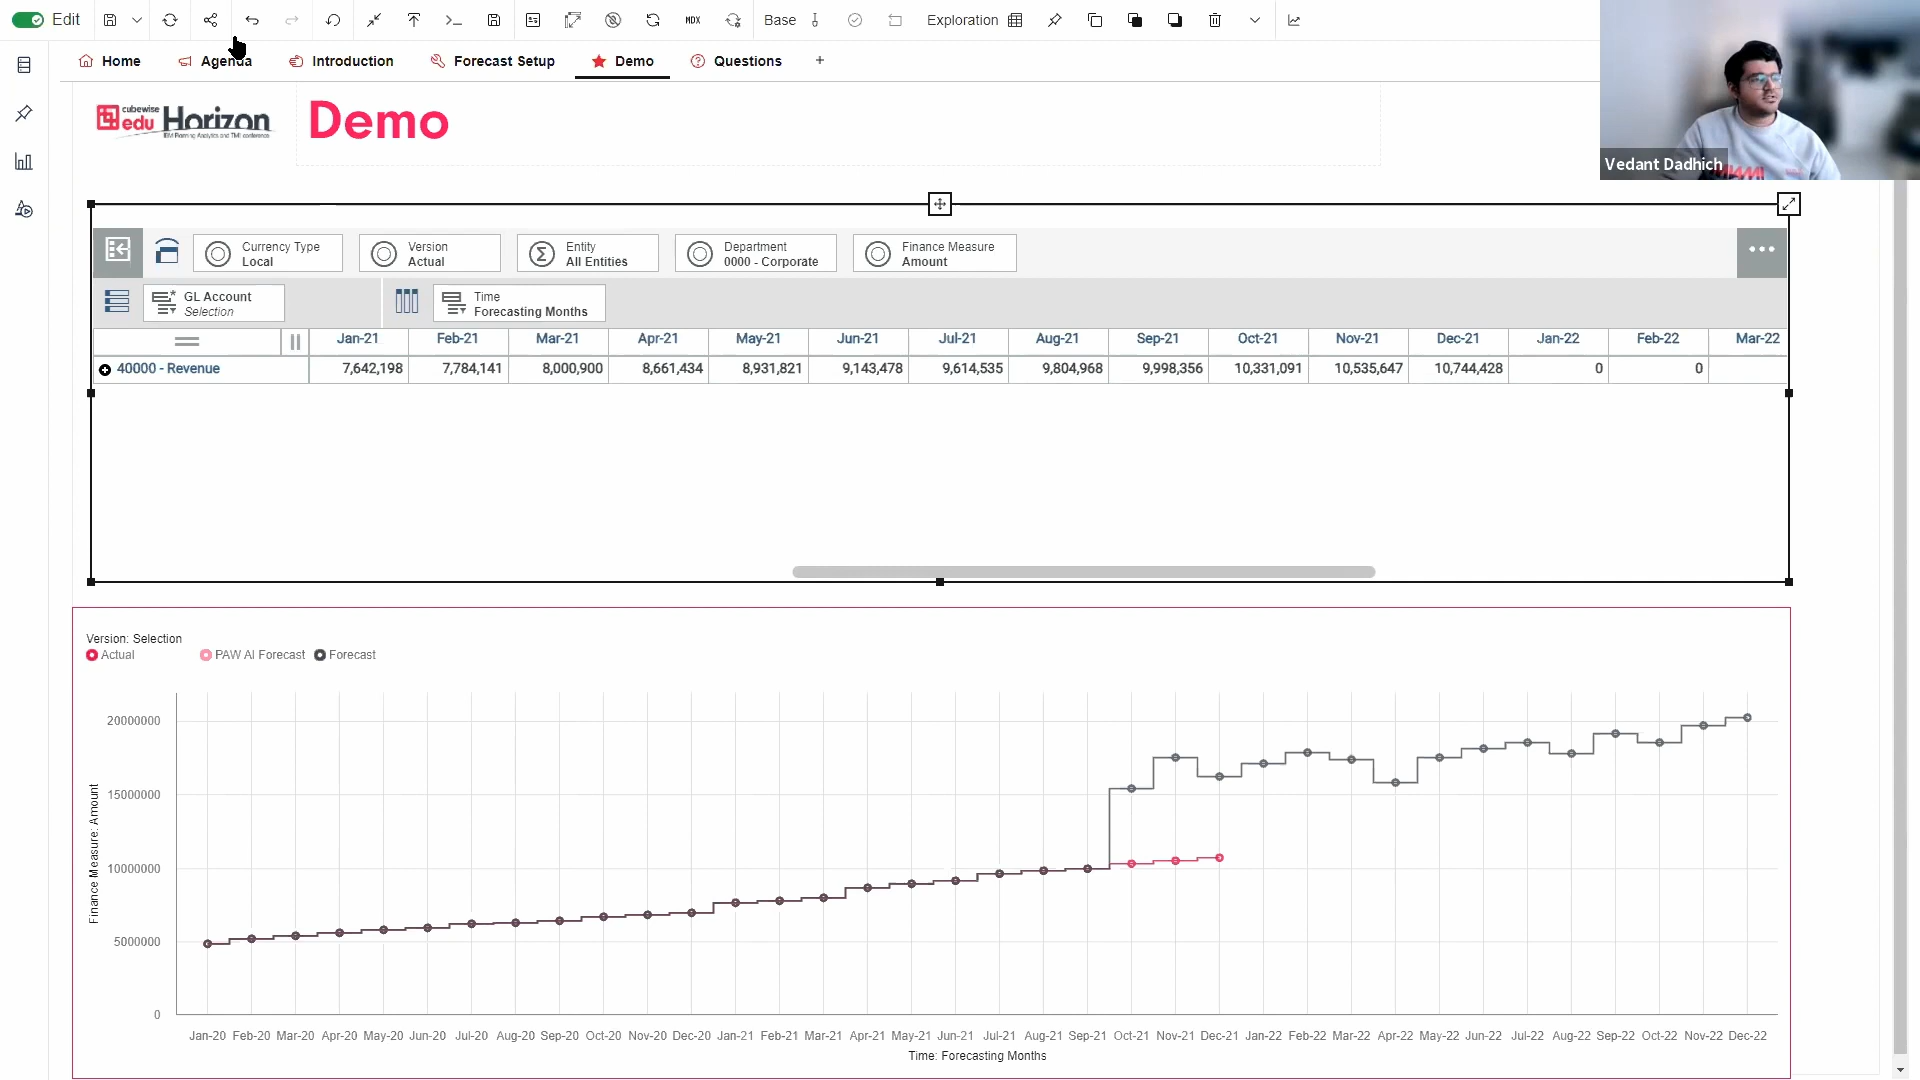 Edit
MDX
Base
Exploration
Home
Agenda
Introduction
Forecast Setup
Demo
Questions
+
cubewise
edu Horizon
IBM Planning Analytics and TM1 conference
Demo
Vedant Dadhich
Currency Type
Local
Version
Actual
Entity
All Entities
Department
0000 - Corporate
Finance Measure
Amount
GL Account
Selection
Time
Forecasting Months
Jan-21 Feb-21 Mar-21 Apr-21 May-21 Jun-21 Jul-21 Aug-21 Sep-21 Oct-21 Nov-21 Dec-21 Jan-22 Feb-22 Mar-22
40000 - Revenue 7,642,198 7,784,141 8,000,900 8,661,434 8,931,821 9,143,478 9,614,535 9,804,968 9,998,356 10,331,091 10,535,647 10,744,428 0 0
Version: Selection
Actual PAW AI Forecast Forecast
Finance Measure: Amount
20000000
15000000
10000000
5000000
0
Jan-20 Feb-20 Mar-20 Apr-20 May-20 Jun-20 Jul-20 Aug-20 Sep-20 Oct-20 Nov-20 Dec-20 Jan-21 Feb-21 Mar-21 Apr-21 May-21 Jun-21 Jul-21 Aug-21 Sep-21 Oct-21 Nov-21 Dec-21 Jan-22 Feb-22 Mar-22 Apr-22 May-22 Jun-22 Jul-22 Aug-22 Sep-22 Oct-22 Nov-22 Dec-22
Time: Forecasting Months